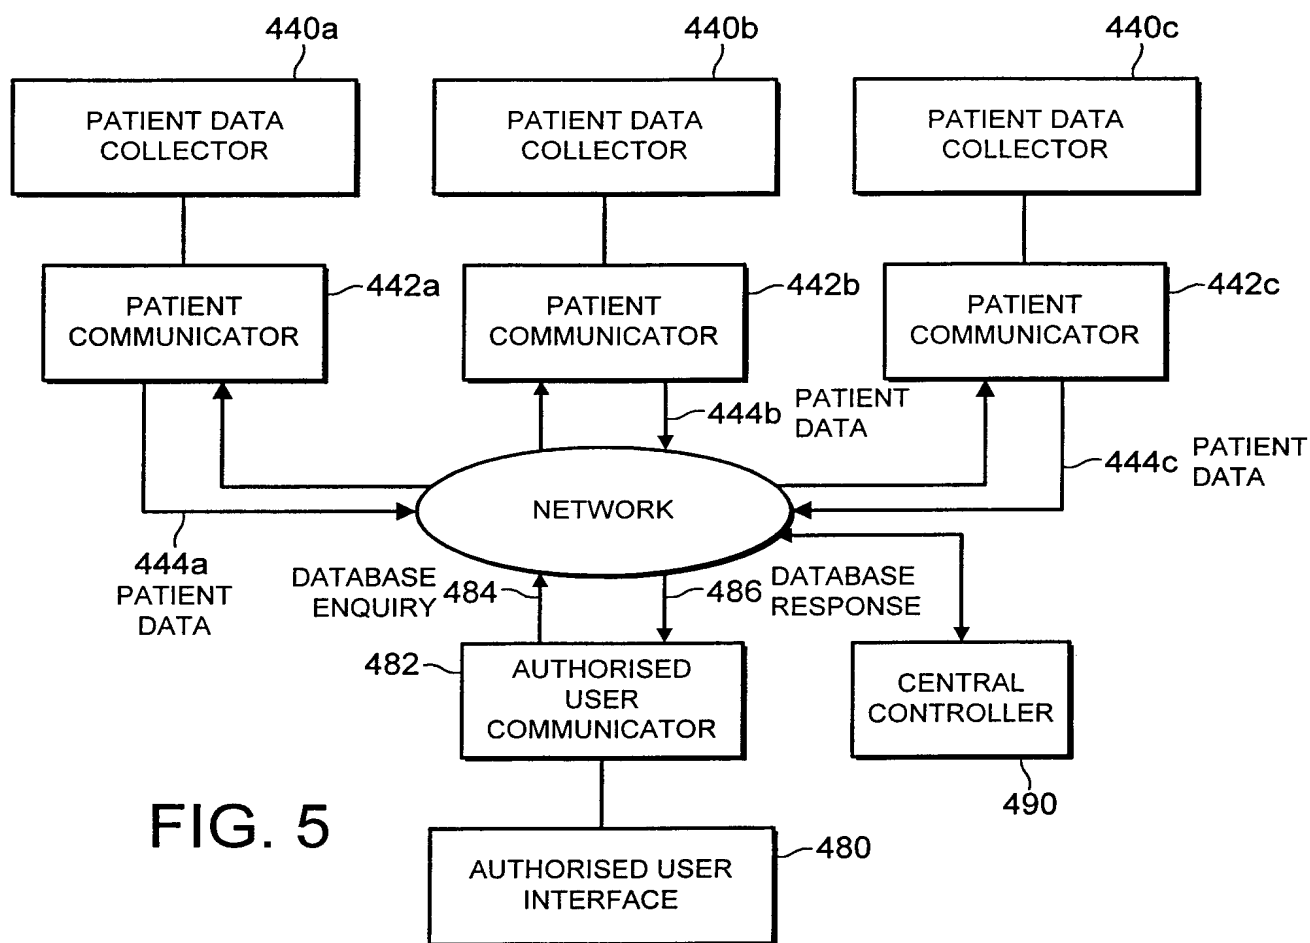 440a
440b
440c
PATIENT DATA
COLLECTOR
PATIENT DATA
COLLECTOR
PATIENT DATA
COLLECTOR
442a
442b
442c
PATIENT
COMMUNICATOR
PATIENT
COMMUNICATOR
PATIENT
COMMUNICATOR
444b
PATIENT
DATA
444c
PATIENT
DATA
NETWORK
444a
PATIENT
DATA
DATABASE
ENQUIRY
484
486
DATABASE
RESPONSE
482
AUTHORISED
USER
COMMUNICATOR
CENTRAL
CONTROLLER
490
FIG. 5
480
AUTHORISED USER
INTERFACE